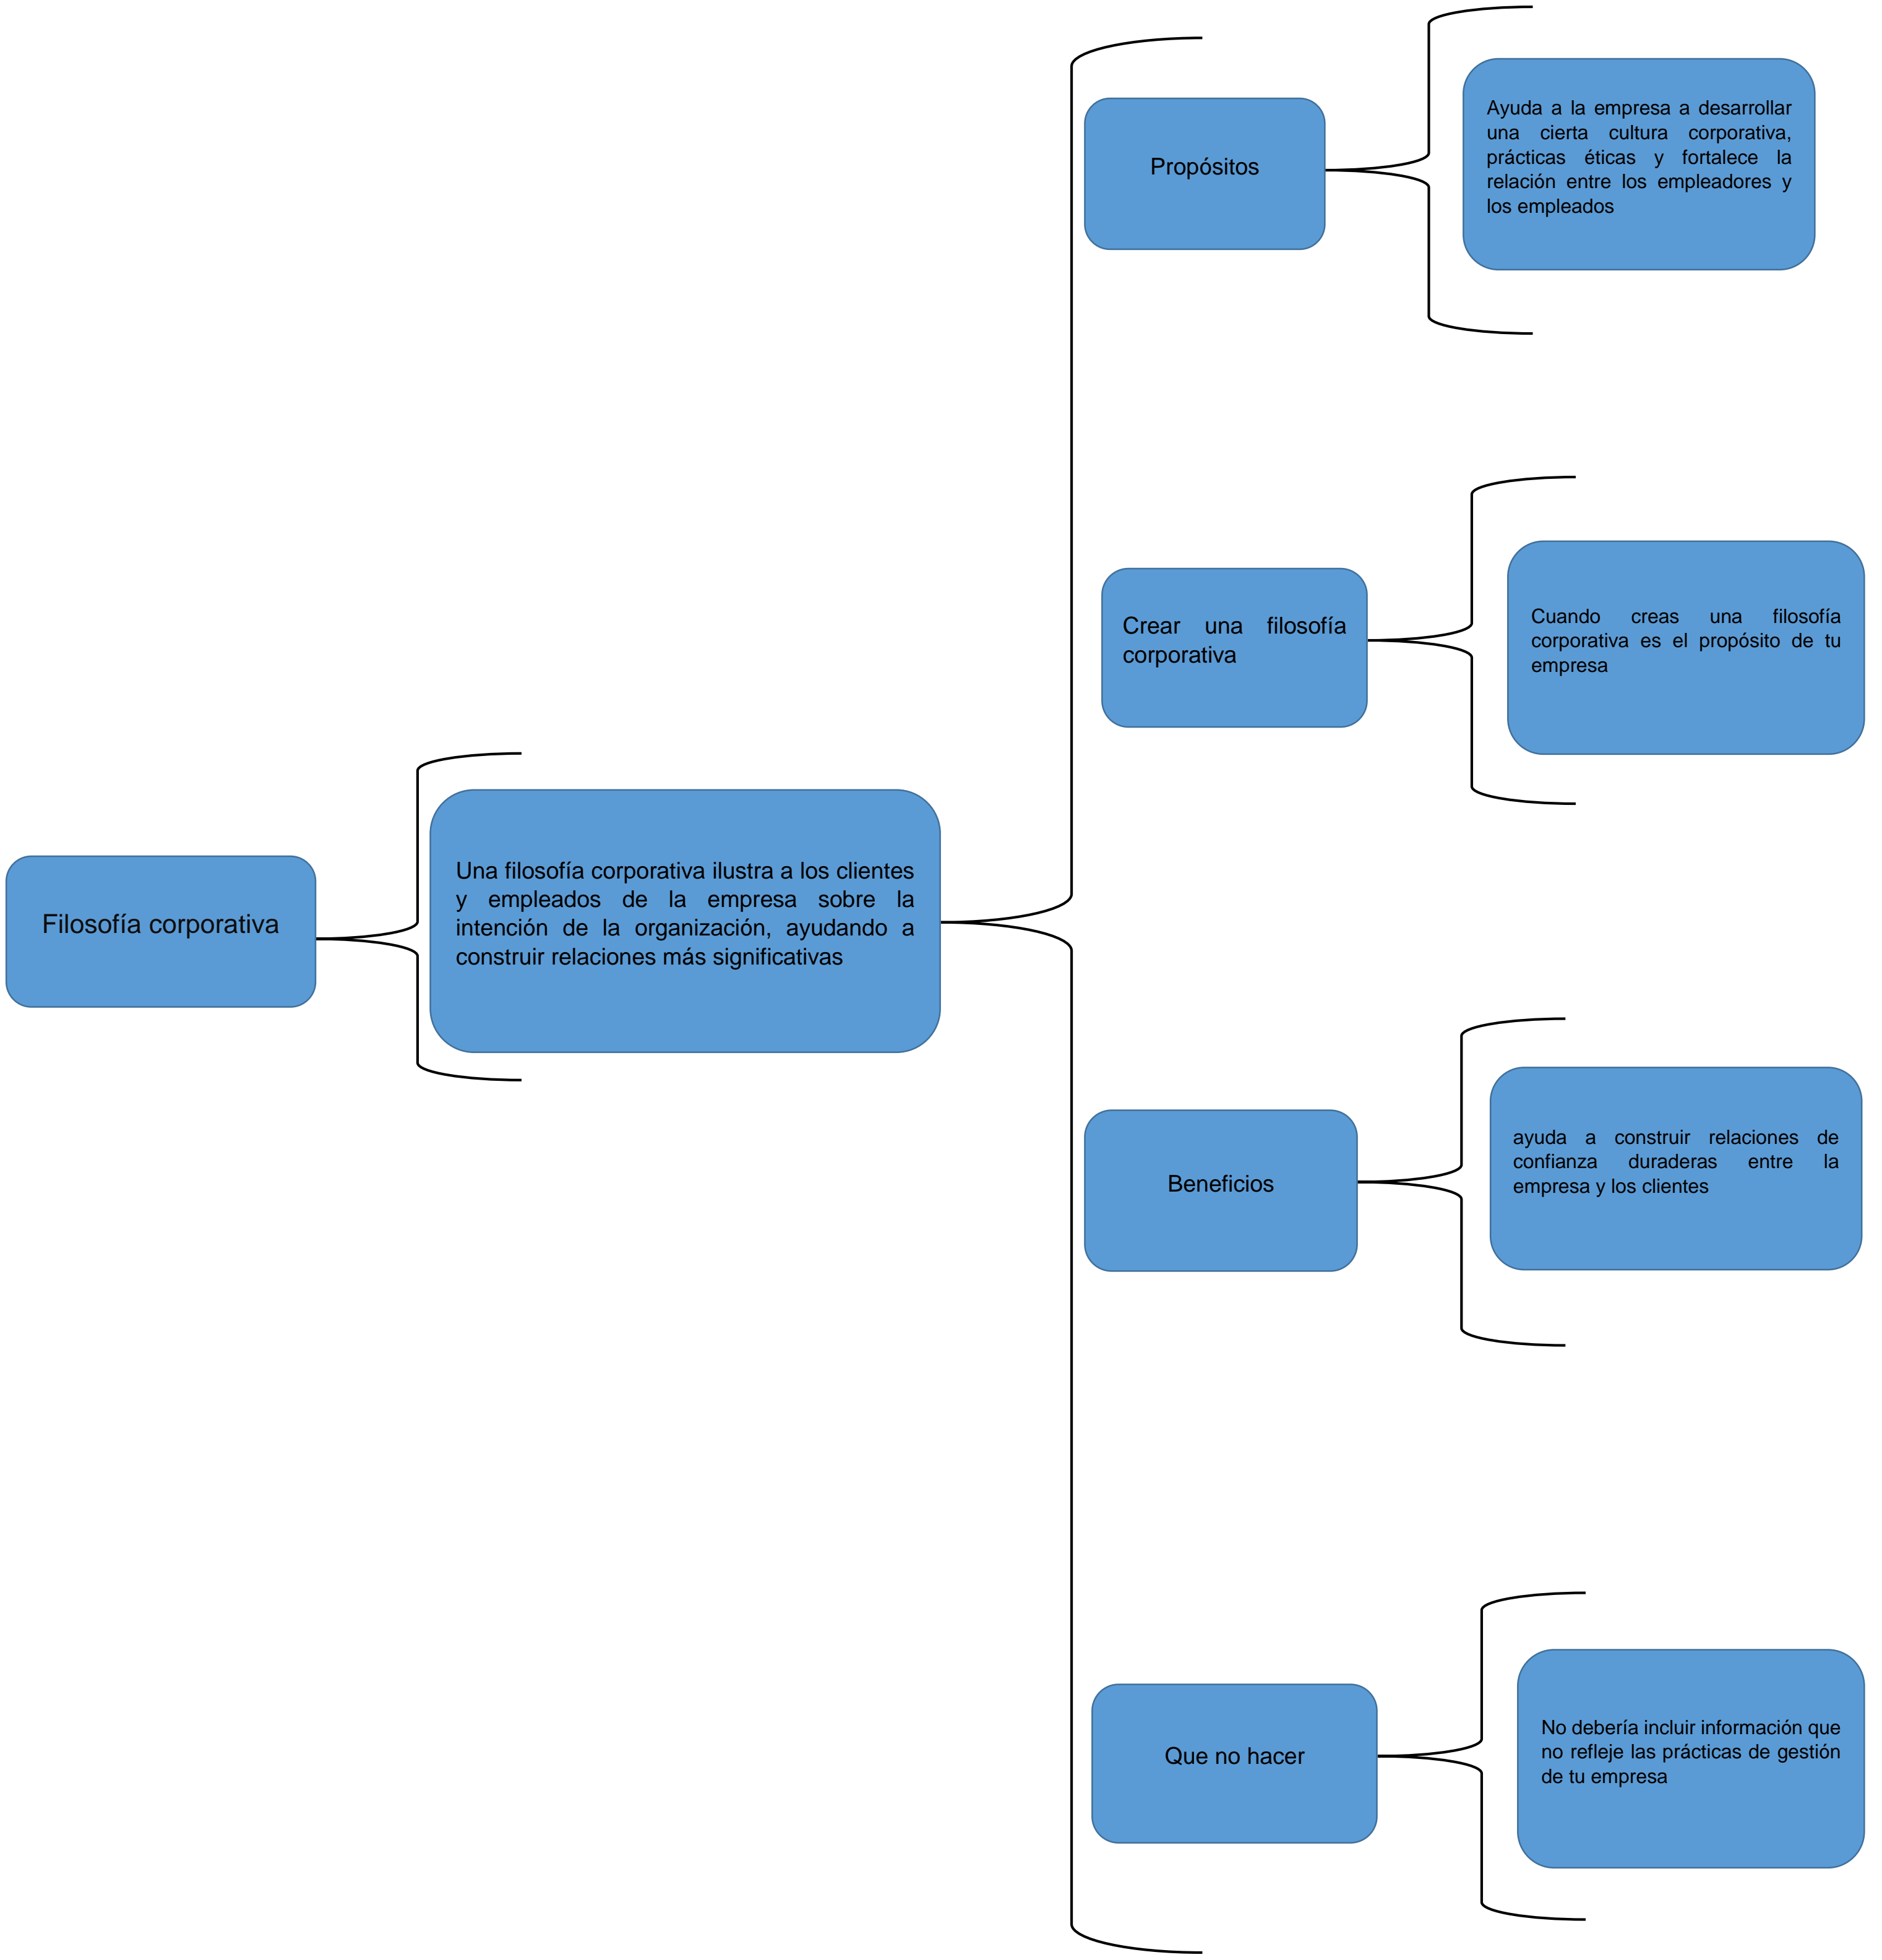 Filosofía corporativa
Una filosofía corporativa ilustra a los clientes
y empleados de la empresa sobre la
intención de la organización, ayudando a
construir relaciones más significativas
Propósitos
Ayuda a la empresa a desarrollar
una cierta cultura corporativa,
prácticas éticas y fortalece la
relación entre los empleadores y
los empleados
Crear una filosofía
corporativa
Cuando creas una filosofía
corporativa es el propósito de tu
empresa
Beneficios
ayuda a construir relaciones de
confianza duraderas entre la
empresa y los clientes
Que no hacer
No debería incluir información que
no refleje las prácticas de gestión
de tu empresa